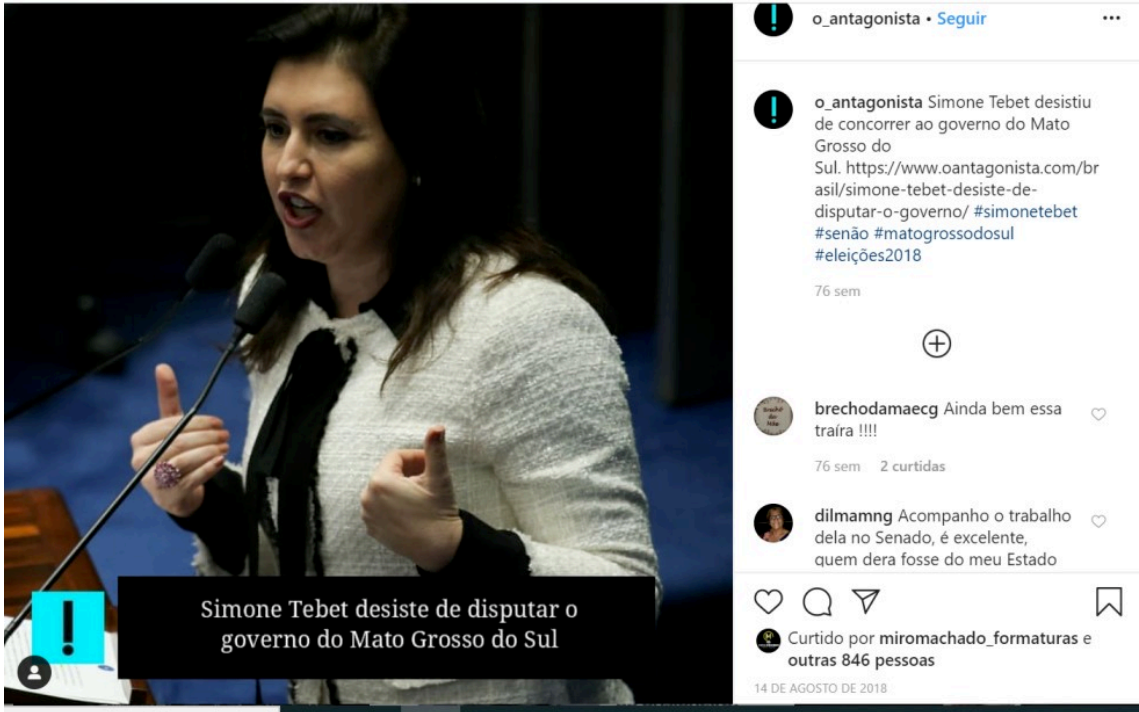 Simone Tebet desiste de disputar o
governo do Mato Grosso do Sul
o_antagonista • Seguir
o_antagonista Simone Tebet desistiu
de concorrer ao governo do Mato
Grosso do
Sul. https://www.oantagonista.com/br
asil/simone-tebet-desiste-de-
disputar-o-governo/ #simonetebet
#senão #matogrossodosul
#eleições2018
76 sem
brechodamaecg Ainda bem essa
traíra !!!!
76 sem 2 curtidas
dilmamng Acompanho o trabalho
dela no Senado, é excelente,
quem dera fosse do meu Estado
Curtido por miromachado_formaturas e
outras 846 pessoas
14 DE AGOSTO DE 2018